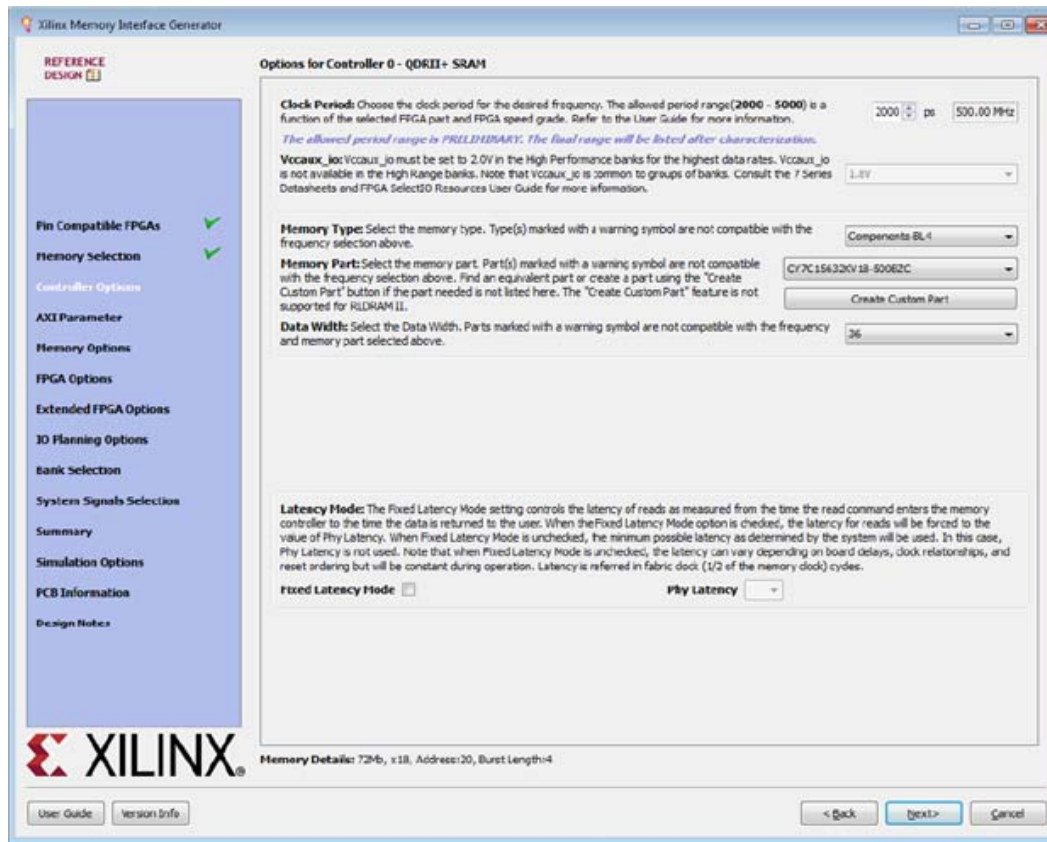 Xilinx Memory Interface Generator
REFERENCE
DESIGN
Pin Compatible FPGAs
Memory Selection
Controller Options
AXI Parameter
Memory Options
FPGA Options
Extended FPGA Options
IO Planning Options
Bank Selection
System Signals Selection
Summary
Simulation Options
PCB Information
Design Notes
XILINX®
Options for Controller 0 - QDRII+ SRAM
Clock Period: Choose the clock period for the desired frequency. The allowed period range(2000 - 5000) is a
function of the selected FPGA part and FPGA speed grade. Refer to the User Guide for more information.
2000 ps 500.00 MHz
The allowed period range is PRELIMINARY. The final range will be listed after characterization.
Vccaux_io: Vccaux_io must be set to 2.0V in the High Performance banks for the highest data rates. Vccaux_io
is not available in the High Range banks. Note that Vccaux_io is common to groups of banks. Consult the 7 Series
Datasheets and FPGA SelectIO Resources User Guide for more information.
1.8V
Memory Type: Select the memory type. Type(s) marked with a warning symbol are not compatible with the
frequency selection above.
Components-BL4
Memory Part: Select the memory part. Part(s) marked with a warning symbol are not compatible
with the frequency selection above. Find an equivalent part or create a part using the "Create
Custom Part" button if the part needed is not listed here. The "Create Custom Part" feature is not
supported for RLDRAM II.
CY7C15632KV18-500BZC
Create Custom Part
Data Width: Select the Data Width. Parts marked with a warning symbol are not compatible with the frequency
and memory part selected above.
36
Latency Mode: The Fixed Latency Mode setting controls the latency of reads as measured from the time the read command enters the memory
controller to the time the data is returned to the user. When the Fixed Latency Mode option is checked, the latency for reads will be forced to the
value of Phy Latency. When Fixed Latency Mode is unchecked, the minimum possible latency as determined by the system will be used. In this case,
Phy Latency is not used. Note that when Fixed Latency Mode is unchecked, the latency can vary depending on board delays, clock relationships, and
reset ordering but will be constant during operation. Latency is referred in fabric clock (1/2 of the memory clock) cycles.
Fixed Latency Mode Phy Latency
Memory Details: 72Mb, x18, Address:20, Burst Length:4
User Guide Version Info < Back Next> Cancel